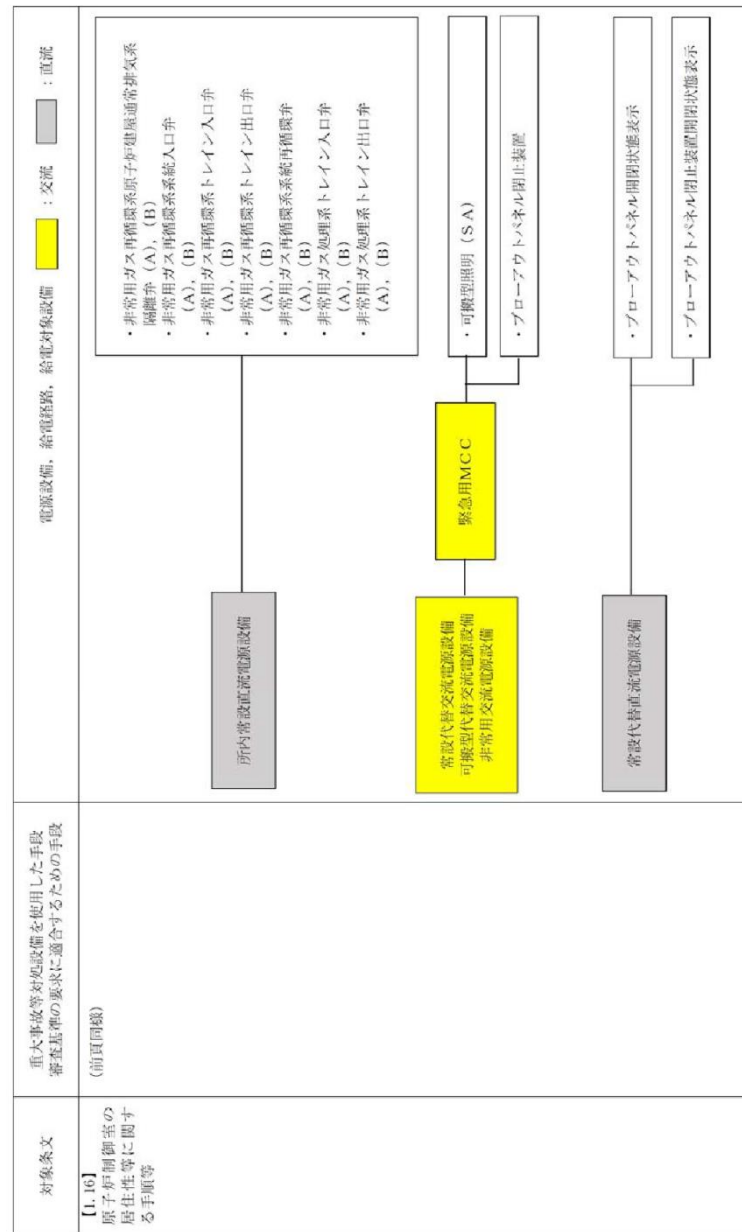 対象条文
重大事故等対処設備を使用した手段
審査基準の要求に適合するための手段
電源設備，給電経路，給電対象設備
：交流
：直流
【1.16】
原子炉制御室の
居住性等に関す
る手順等
(前頁同様)
所内常設直流電源設備
・非常用ガス再循環系原子炉建屋通常排気系
隔離弁 (A)，(B)
・非常用ガス再循環系系統入口弁
(A)，(B)
・非常用ガス再循環系トレイン入口弁
(A)，(B)
・非常用ガス再循環系トレイン出口弁
(A)，(B)
・非常用ガス再循環系系統再循環弁
(A)，(B)
・非常用ガス処理系トレイン入口弁
(A)，(B)
・非常用ガス処理系トレイン出口弁
(A)，(B)
常設代替交流電源設備
可搬型代替交流電源設備
非常用交流電源設備
緊急用ＭＣＣ
・可搬型照明（ＳＡ）
・ブローアウトパネル閉止装置
常設代替直流電源設備
・ブローアウトパネル開閉状態表示
・ブローアウトパネル閉止装置開閉状態表示